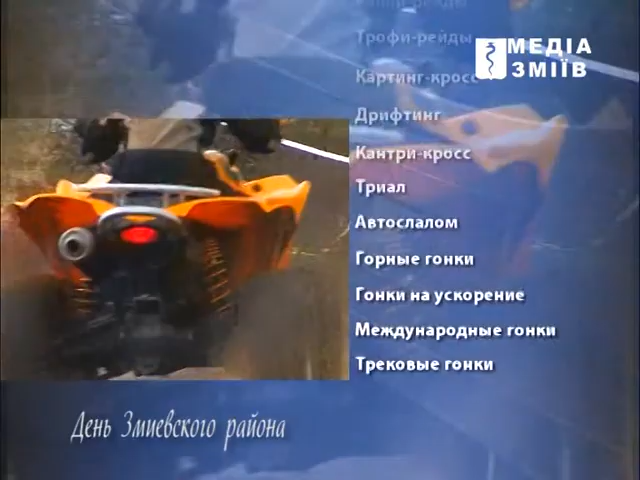 Трофи-рейды
Картинг-кросс
Дрифтинг
Кантри-кросс
Триал
Автослалом
Горные гонки
Гонки на ускорение
Международные гонки
Трековые гонки
МЕДІА
ЗМІЇВ
День Змиевского района